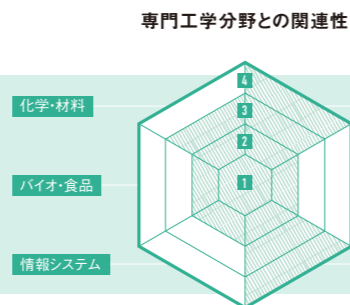 専門工学分野との関連性
4
化学・材料
3
2
バイオ・食品
1
情報システム